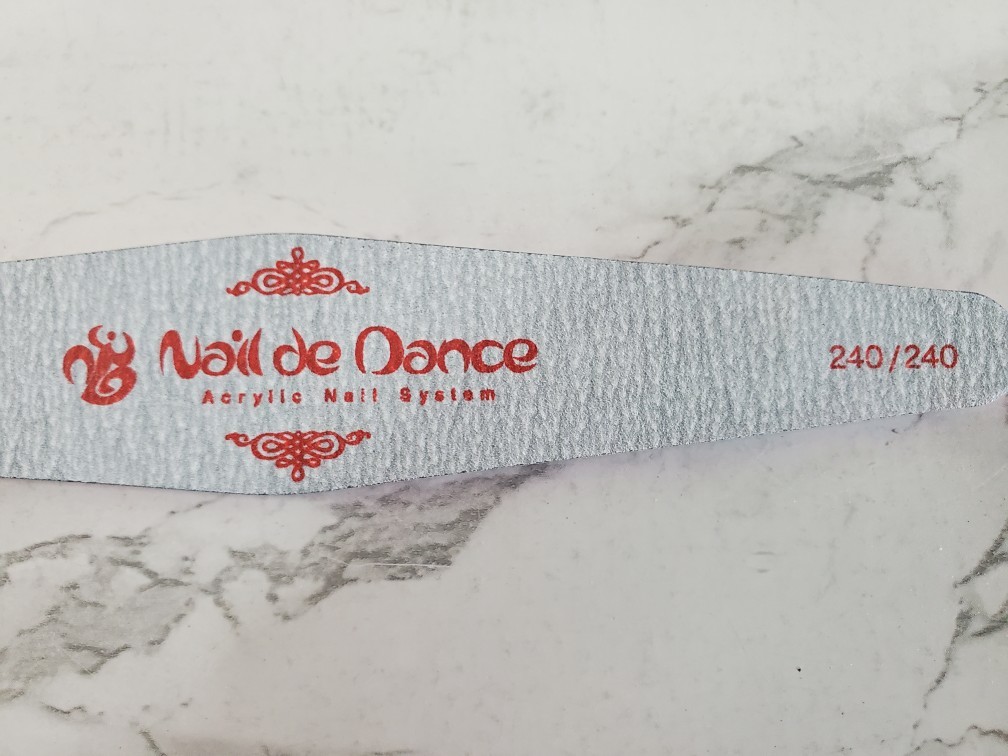 Nail de Dance
Acrylic Nail System
240/240